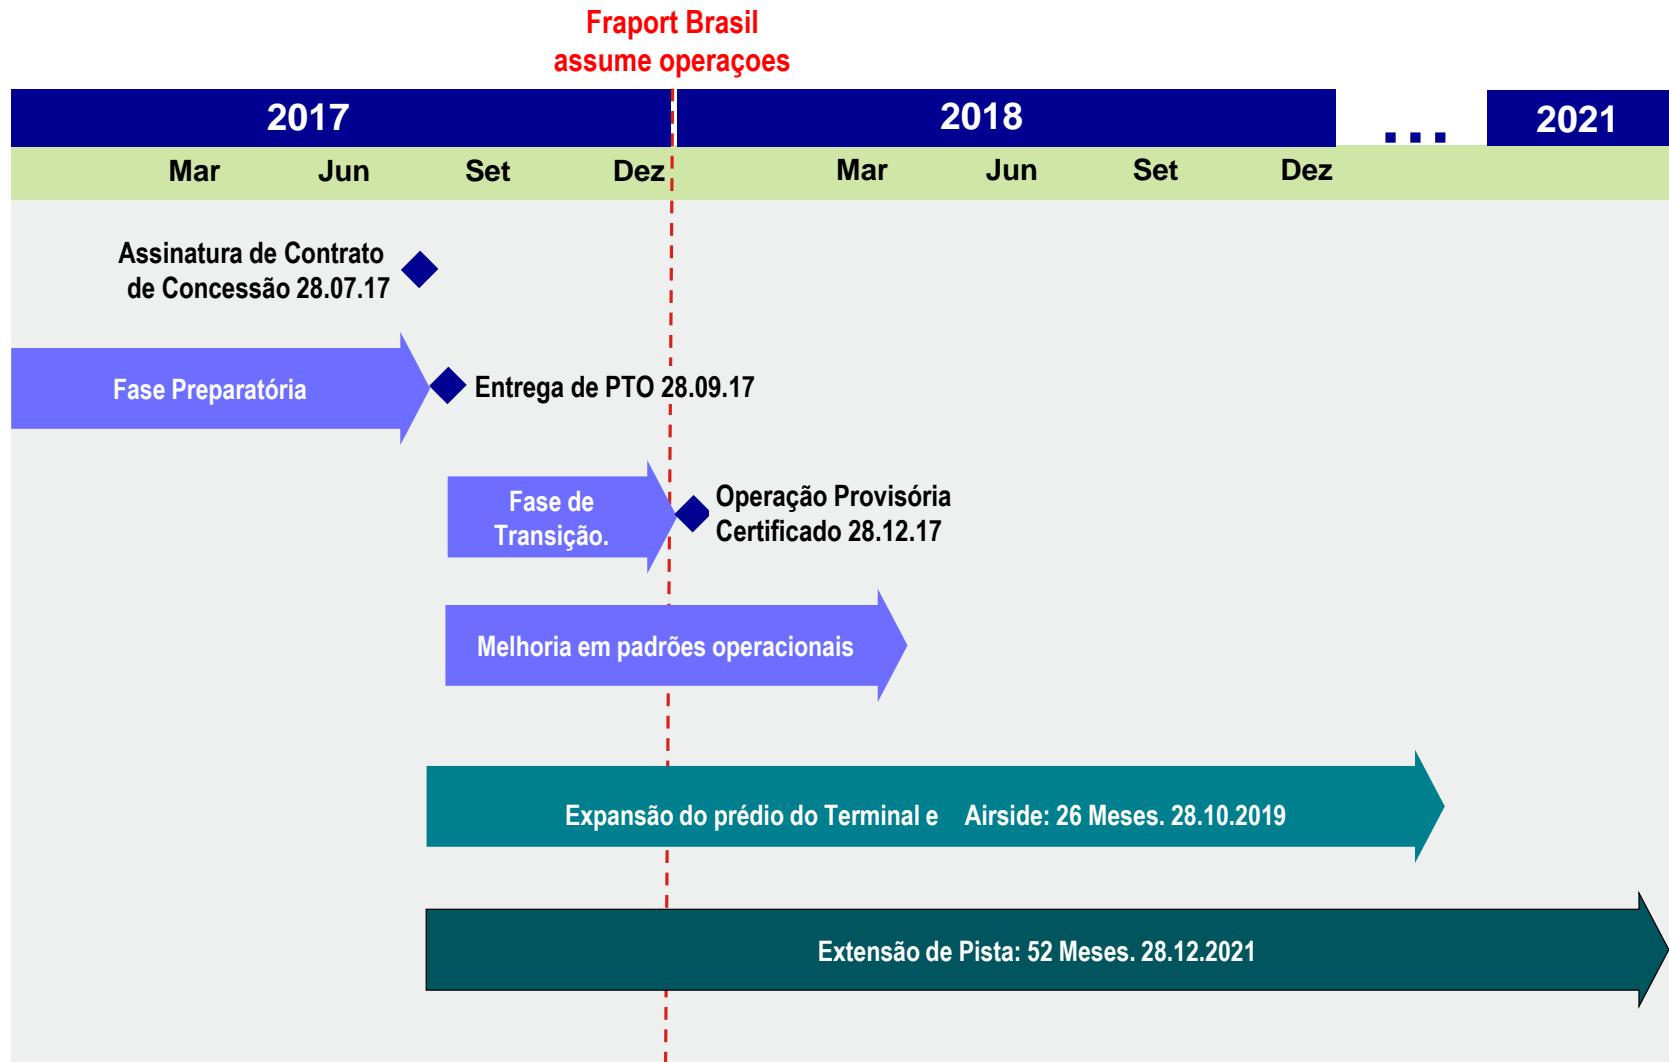 Fraport Brasil
assume operaçoes
2017 2018 ... 2021
Mar Jun Set Dez Mar Jun Set Dez
Assinatura de Contrato
de Concessão 28.07.17
Fase Preparatória
Entrega de PTO 28.09.17
Fase de
Transição.
Operação Provisória
Certificado 28.12.17
Melhoria em padrões operacionais
Expansão do prédio do Terminal e Airside: 26 Meses. 28.10.2019
Extensão de Pista: 52 Meses. 28.12.2021